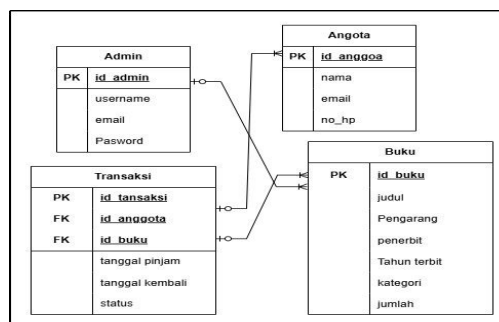 Admin
PK id_admin
username
email
Pasword
Angota
PK id_anggoa
nama
email
no_hp
Transaksi
PK id_tansaksi
FK id_anggota
FK id_buku
tanggal pinjam
tanggal kembali
status
Buku
PK id_buku
judul
Pengarang
penerbit
Tahun terbit
kategori
jumlah